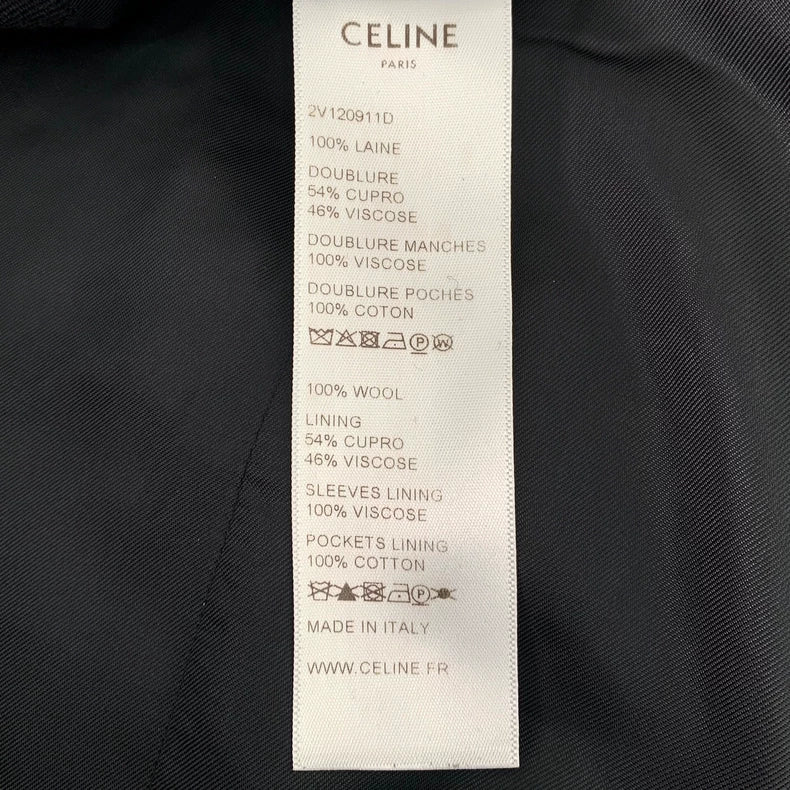 CELINE
PARIS
2V120911D
100% LAINE
DOUBLURE
54% CUPRO
46% VISCOSE
DOUBLURE MANCHES
100% VISCOSE
DOUBLURE POCHES
100% COTON
P W
100% WOOL
LINING
54% CUPRO
46% VISCOSE
SLEEVES LINING
100% VISCOSE
POCKETS LINING
100% COTTON
P
MADE IN ITALY
WWW.CELINE.FR